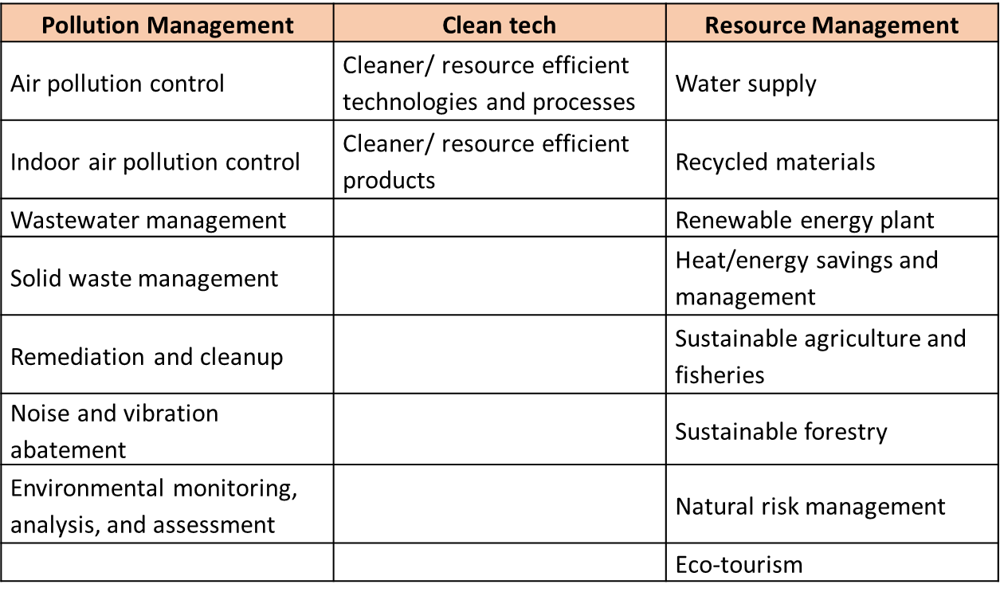 Pollution Management
Clean tech
Resource Management
Air pollution control
Cleaner/ resource efficient
technologies and processes
Water supply
Indoor air pollution control
Cleaner/ resource efficient
products
Recycled materials
Wastewater management
Renewable energy plant
Solid waste management
Heat/energy savings and
management
Remediation and cleanup
Sustainable agriculture and
fisheries
Noise and vibration
abatement
Sustainable forestry
Environmental monitoring,
analysis, and assessment
Natural risk management
Eco-tourism